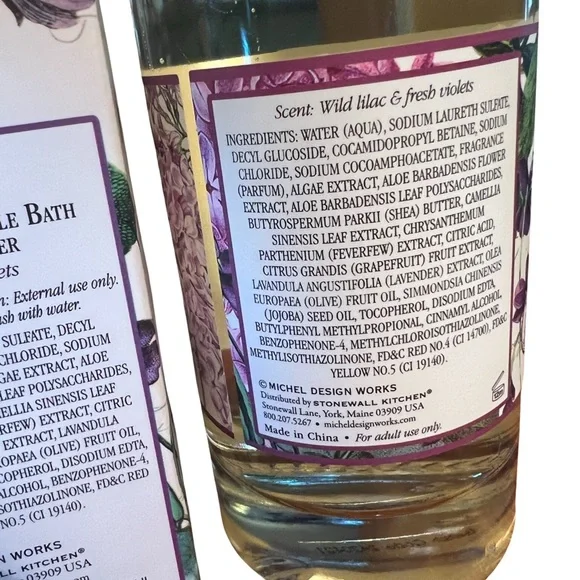 LE BATH
ER
ets
n: External use only.
sh with water.
SULFATE, DECYL
CHLORIDE, SODIUM
GAE EXTRACT, ALOE
LEAF POLYSACCHARIDES,
MELLIA SINENSIS LEAF
FEW) EXTRACT, CITRIC
EXTRACT, LAVANDULA
OPAEA (OLIVE) FRUIT OIL,
COPHEROL, DISODIUM EDTA,
ALCOHOL, BENZOPHENONE-4,
ISOTHIAZOLINONE, FD&C RED
NO.5 (CI 19140).
GN WORKS
WALL KITCHEN®
03909 USA
Scent: Wild lilac & fresh violets
INGREDIENTS: WATER (AQUA), SODIUM LAURETH SULFATE,
DECYL GLUCOSIDE, COCAMIDOPROPYL BETAINE, SODIUM
CHLORIDE, SODIUM COCOAMPHOACETATE, FRAGRANCE
(PARFUM), ALGAE EXTRACT, ALOE BARBADENSIS FLOWER
EXTRACT, ALOE BARBADENSIS LEAF POLYSACCHARIDES,
BUTYROSPERMUM PARKII (SHEA) BUTTER, CAMELLIA
SINENSIS LEAF EXTRACT, CHRYSANTHEMUM
PARTHENIUM (FEVERFEW) EXTRACT, CITRIC ACID,
CITRUS GRANDIS (GRAPEFRUIT) FRUIT EXTRACT,
LAVANDULA ANGUSTIFOLIA (LAVENDER) EXTRACT, OLEA
EUROPAEA (OLIVE) FRUIT OIL, SIMMONDSIA CHINENSIS
(JOJOBA) SEED OIL, TOCOPHEROL, DISODIUM EDTA,
BUTYLPHENYL METHYLPROPIONAL, CINNAMYL ALCOHOL,
BENZOPHENONE-4, METHYLCHLOROISOTHIAZOLINONE,
METHYLISOTHIAZOLINONE, FD&C RED NO.4 (CI 14700), FD&C
YELLOW NO.5 (CI 19140).
© MICHEL DESIGN WORKS
Distributed by STONEWALL KITCHEN®
Stonewall Lane, York, Maine 03909 USA
800.207.5267 • micheldesignworks.com
Made in China • For adult use only.